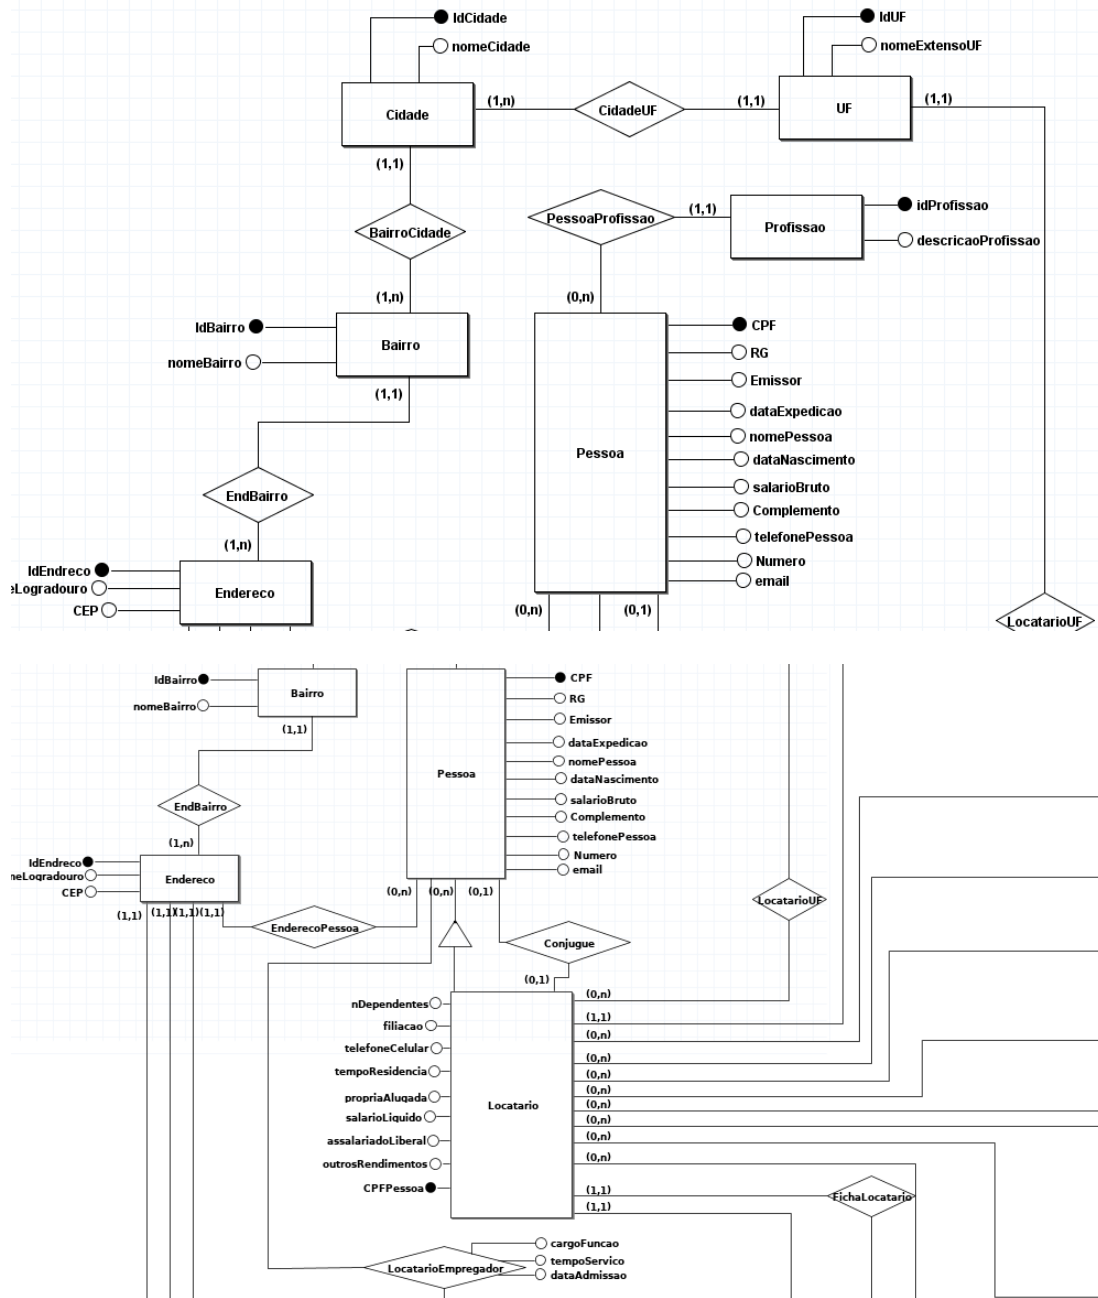 IdCidade
nomeCidade
IdUF
nomeExtensoUF
Cidade
(1,n)
CidadeUF
(1,1)
UF
(1,1)
(1,1)
BairroCidade
PessoaProfissao
(1,1)
Profissao
idProfissao
descricaoProfissao
(1,n)
(0,n)
IdBairro
nomeBairro
Bairro
(1,1)
Pessoa
CPF
RG
Emissor
dataExpedicao
nomePessoa
dataNascimento
salarioBruto
Complemento
telefonePessoa
Numero
email
EndBairro
(1,n)
IdEndreco
eLogradouro
CEP
Endereco
(0,n)
(0,1)
LocatarioUF
IdBairro
nomeBairro
Bairro
(1,1)
Pessoa
CPF
RG
Emissor
dataExpedicao
nomePessoa
dataNascimento
salarioBruto
Complemento
telefonePessoa
Numero
email
EndBairro
(1,n)
IdEndreco
neLogradouro
CEP
Endereco
(1,1)
(1,1)
(1,1)
(1,1)
EnderecoPessoa
(0,n)
(0,n)
(0,1)
Conjugue
(0,1)
LocatarioUF
nDependentes
filiacao
telefoneCelular
tempoResidencia
propriaAlugada
salarioLiquido
assalariadoLiberal
outrosRendimentos
CPFPessoa
Locatario
(0,n)
(1,1)
(0,n)
(0,n)
(0,n)
(0,n)
(0,n)
(0,n)
(0,n)
(0,n)
(1,1)
(1,1)
FichaLocatario
LocatarioEmpregador
cargoFuncao
tempoServico
dataAdmissao